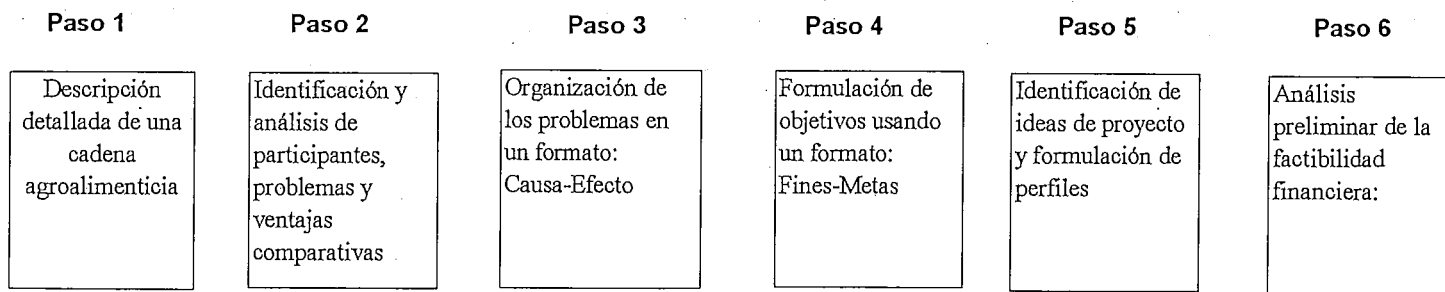 Paso 1
Descripción
detallada de una
cadena
agroalimenticia
Paso 2
Identificación y
análisis de
participantes,
problemas y
ventajas
comparativas
Paso 3
Organización de
los problemas en
un formato:
Causa-Efecto
Paso 4
Formulación de
objetivos usando
un formato:
Fines-Metas
Paso 5
Identificación de
ideas de proyecto
y formulación de
perfiles
Paso 6
Análisis
preliminar de la
factibilidad
financiera: